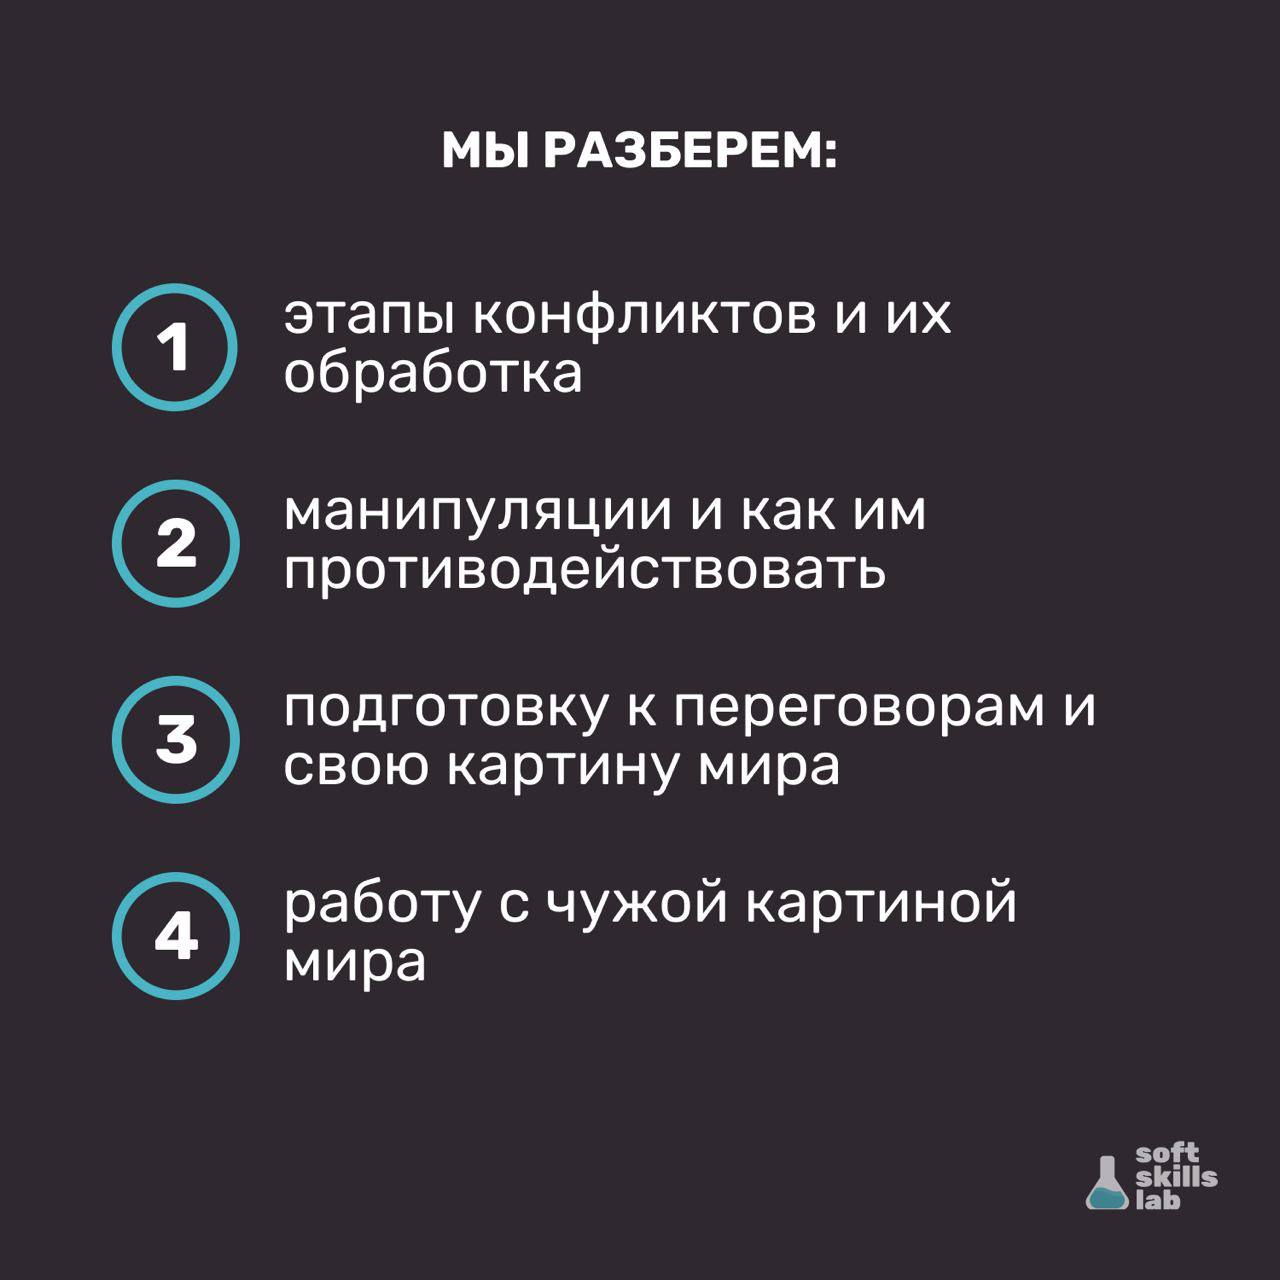 МЫ РАЗБЕРЕМ:
1
этапы конфликтов и их
обработка
2
манипуляции и как им
противодействовать
3
подготовку к переговорам и
свою картину мира
4
работу с чужой картиной
мира
soft
skills
lab